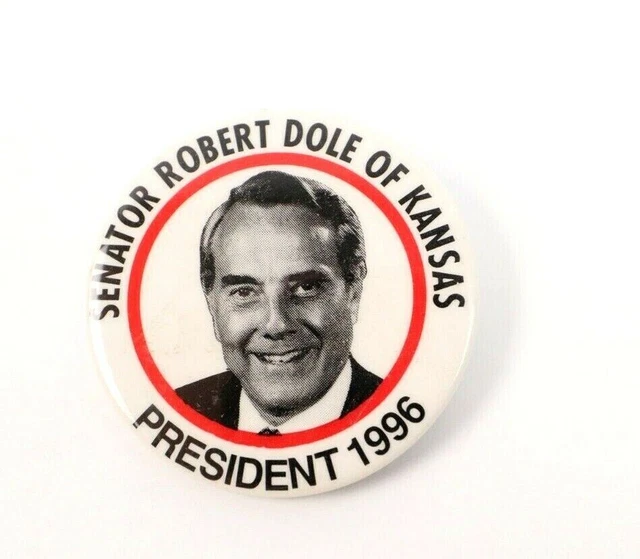 SENATOR ROBERT DOLE OF KANSAS
PRESIDENT 1996